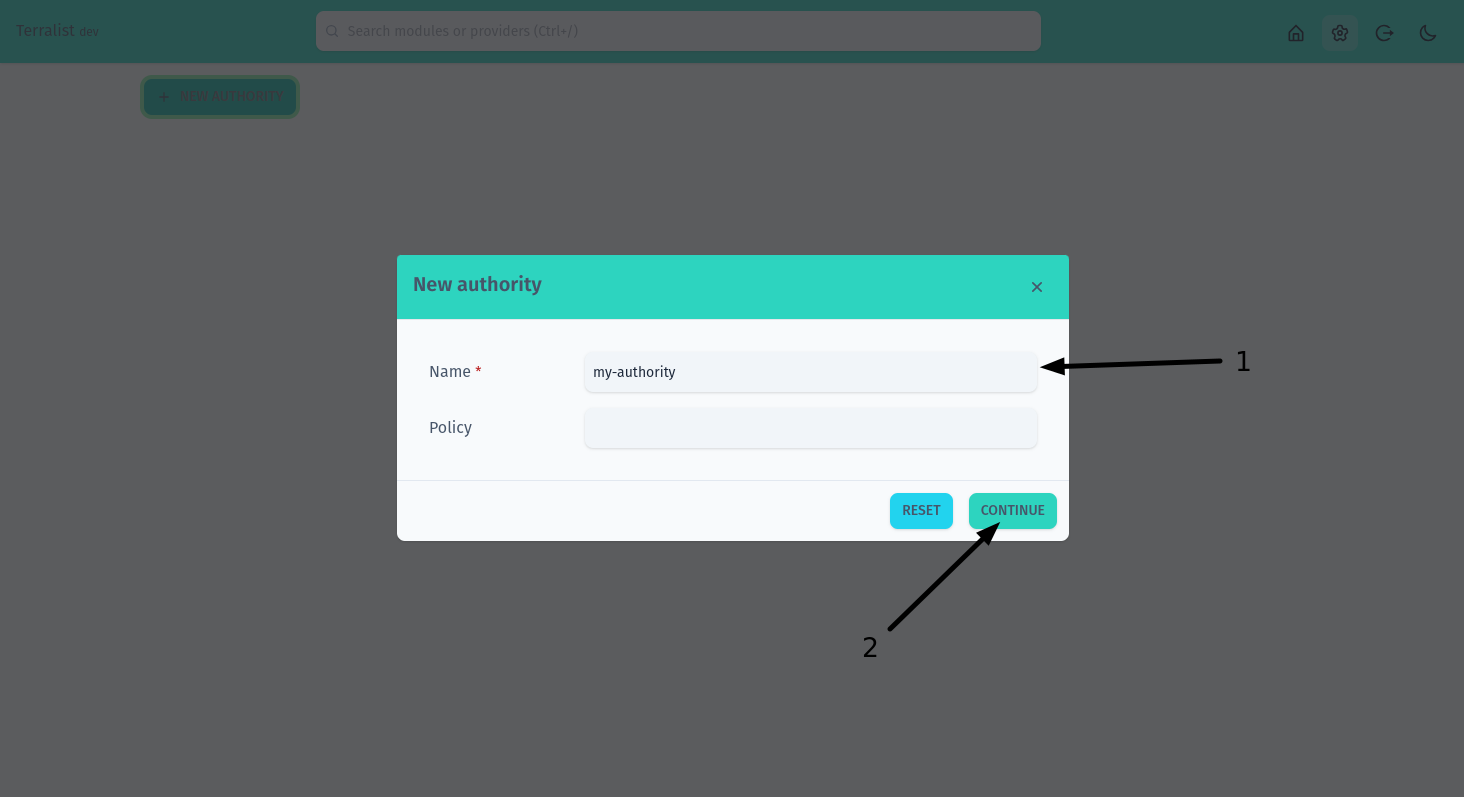 Terralist dev
Search modules or providers (Ctrl+/)
+ NEW AUTHORITY
New authority
Name *
my-authority
1
Policy
RESET
CONTINUE
2